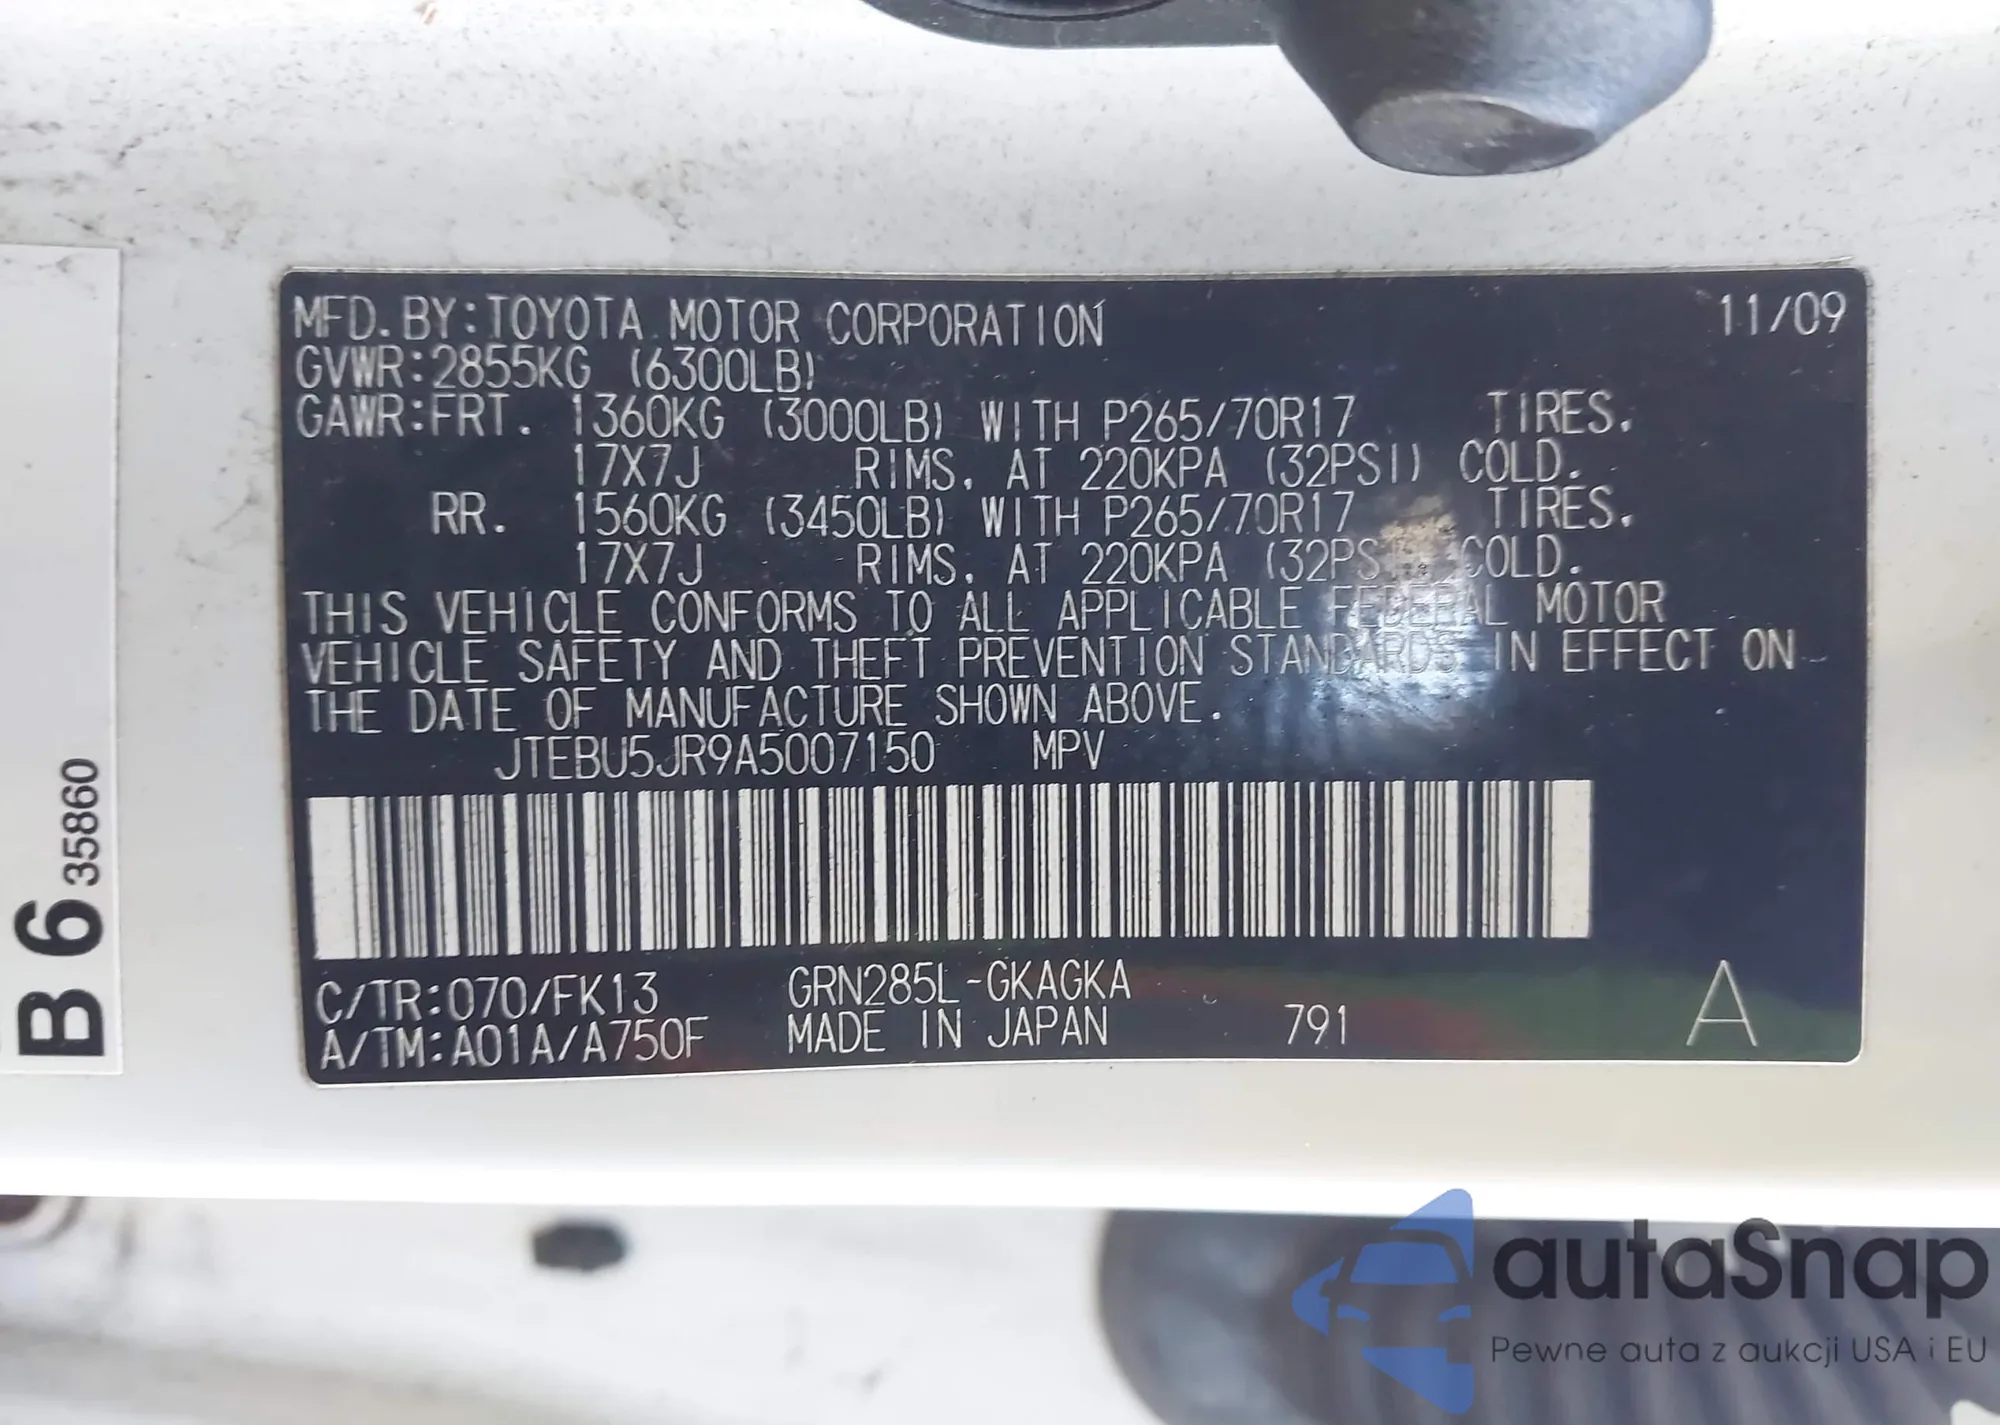 MFD. BY:TOYOTA MOTOR CORPORATION 11/09
GVWR:2855KG (6300LB)
GAWR:FRT. 1360KG (3000LB) WITH P265/70R17 TIRES.
17X7J RIMS, AT 220KPA (32PSI) COLD.
RR. 1560KG (3450LB) WITH P265/70R17 TIRES.
17X7J RIMS, AT 220KPA (32PSI) COLD.
THIS VEHICLE CONFORMS TO ALL APPLICABLE FEDERAL MOTOR
VEHICLE SAFETY AND THEFT PREVENTION STANDARDS IN EFFECT ON
THE DATE OF MANUFACTURE SHOWN ABOVE.
JTEBU5JR9A5007150 MPV
C/TR:070/FK13 GRN285L-GKAGKA
A/TM:A01A/A750F MADE IN JAPAN 791 A
B 6 35860
autaSnap
Pewne auta z aukcji USA i EU